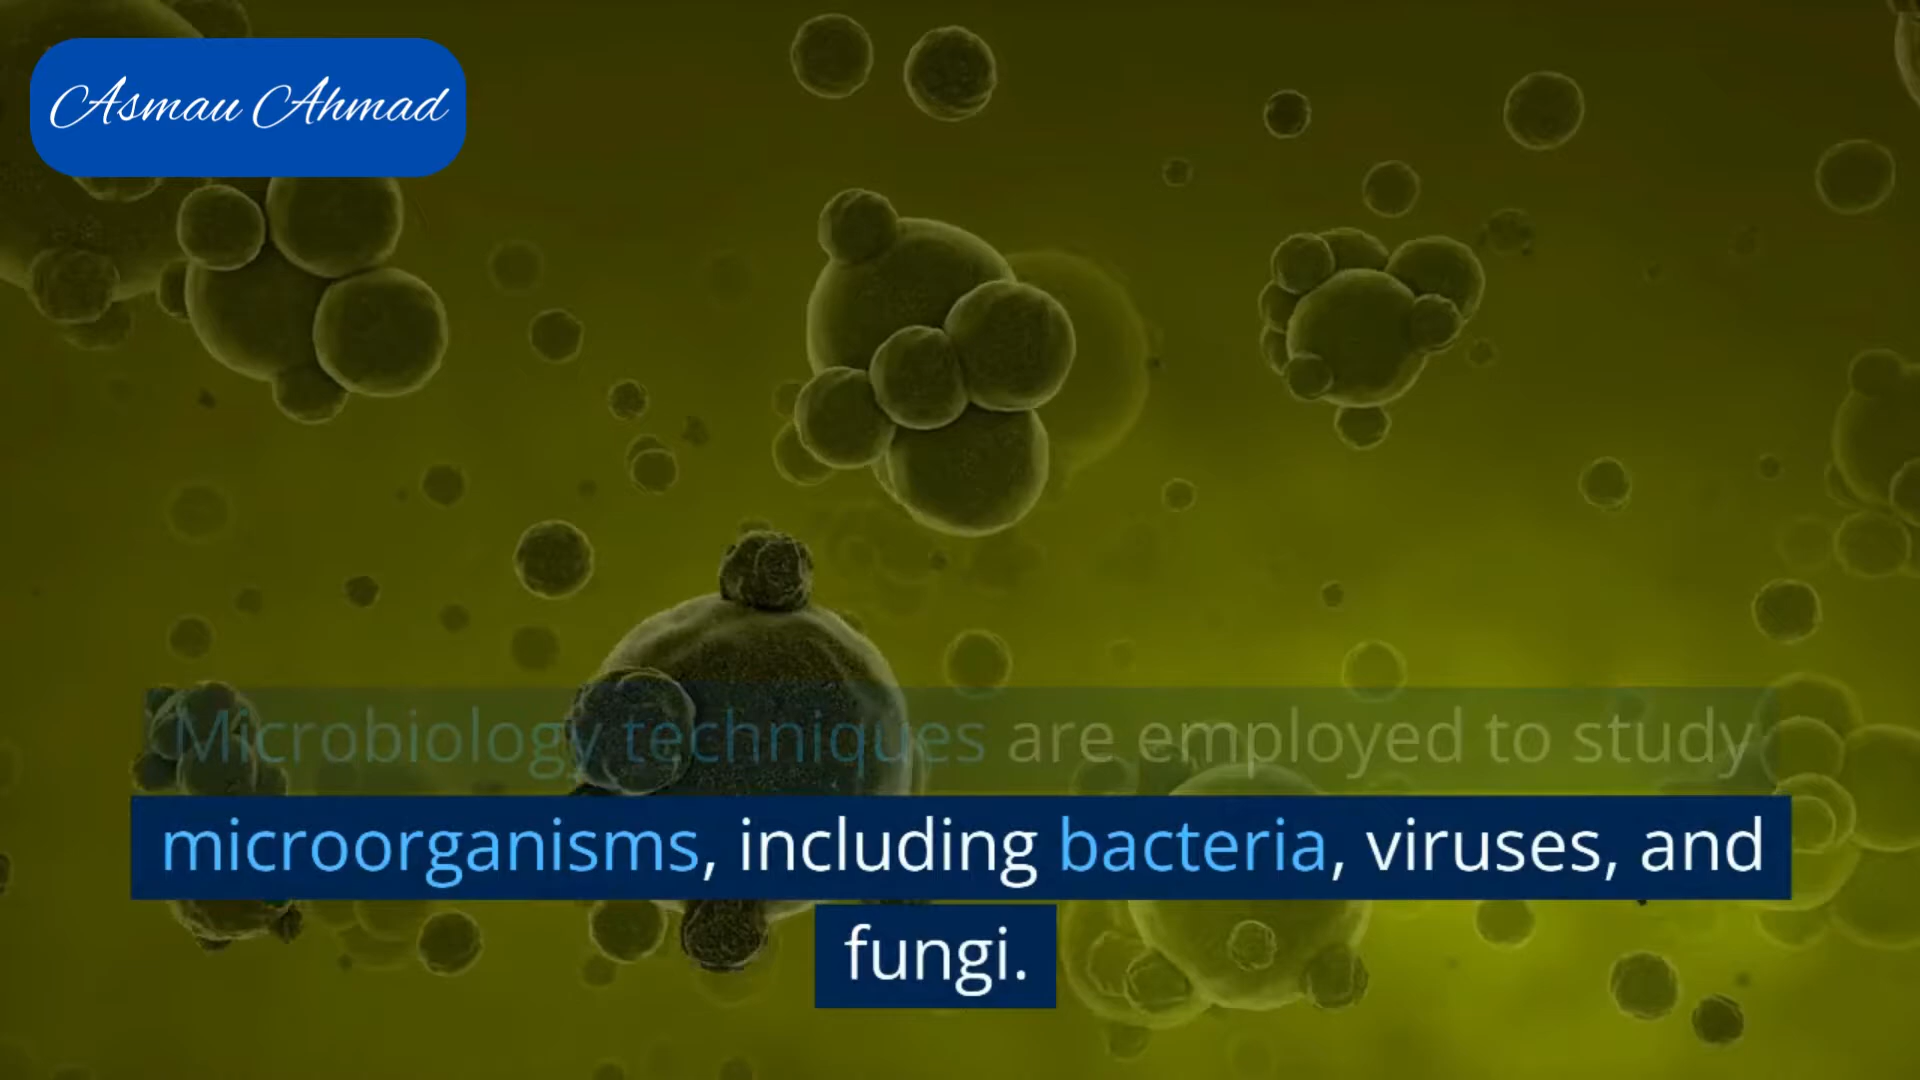 Asmau Ahmad
Microbiology techniques are employed to study
microorganisms, including bacteria, viruses, and
fungi.